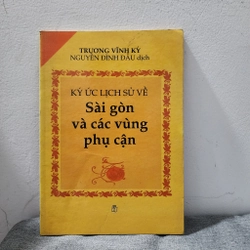 TRƯƠNG VĨNH KÝ
NGUYỄN ĐÌNH ĐẦU dịch
KÝ ỨC LỊCH SỬ VỀ
Sài gòn
và các vùng
phụ cận